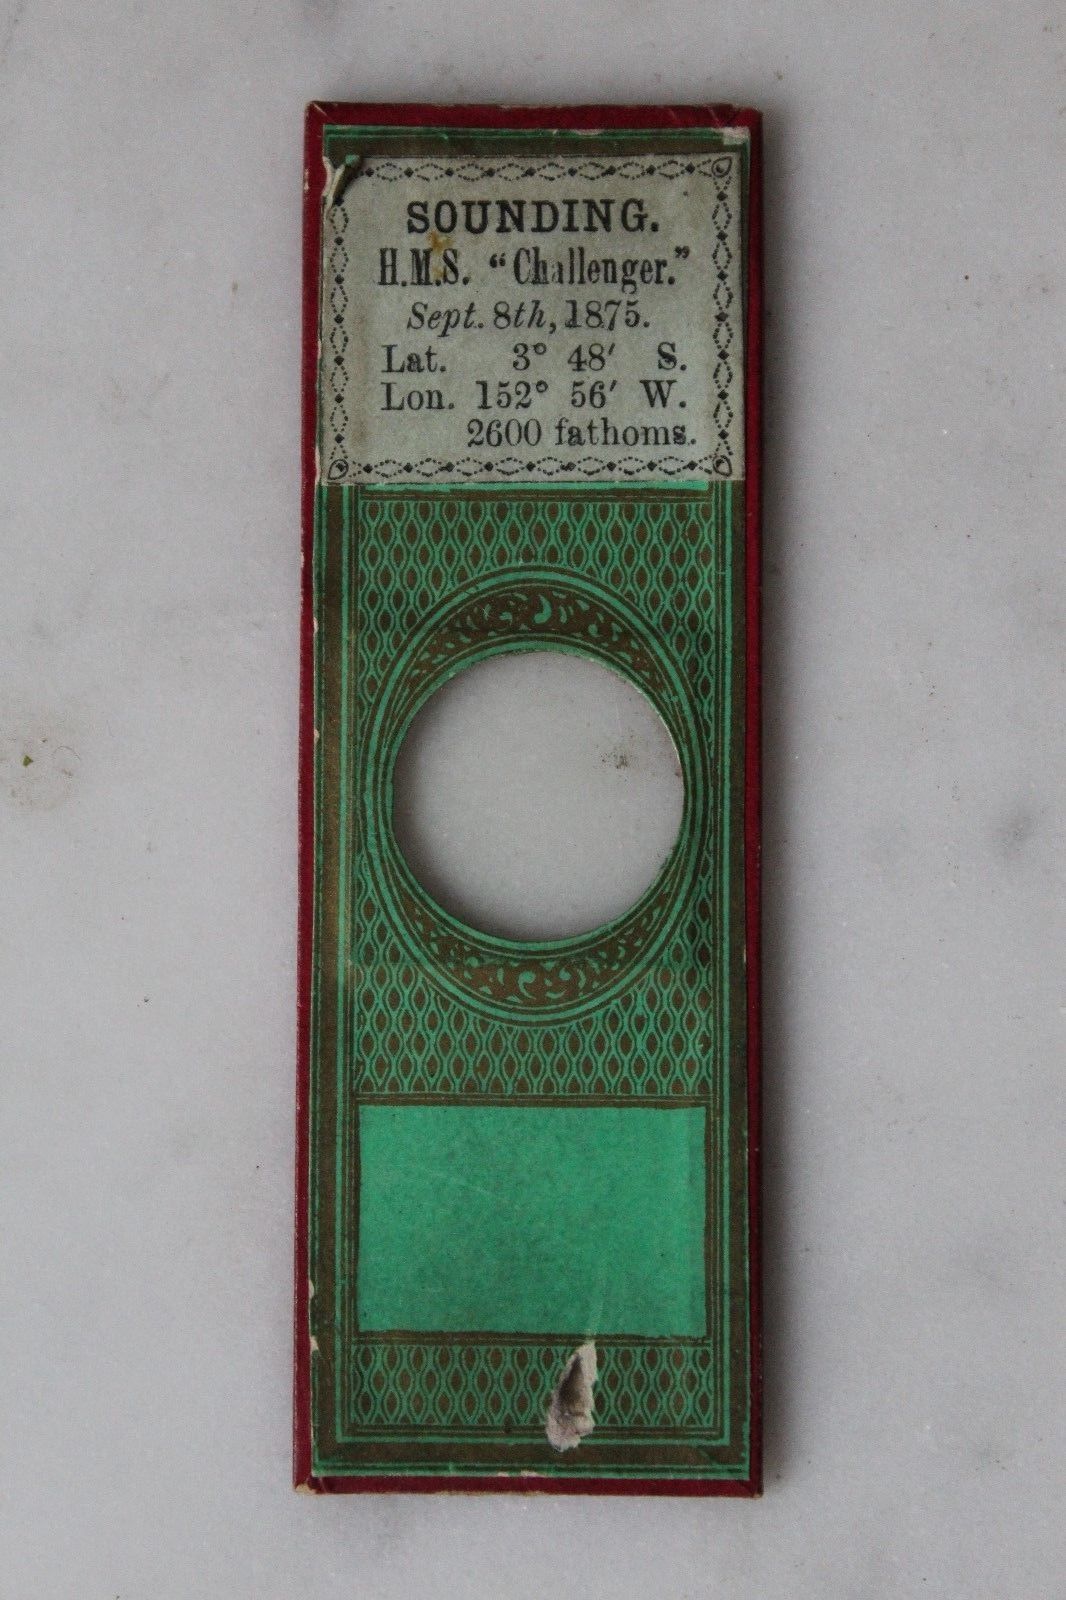 SOUNDING.
H.M.S. "Challenger."
Sept. 8th, 1875.
Lat. 3° 48′ S.
Lon. 152° 56′ W.
2600 fathoms.